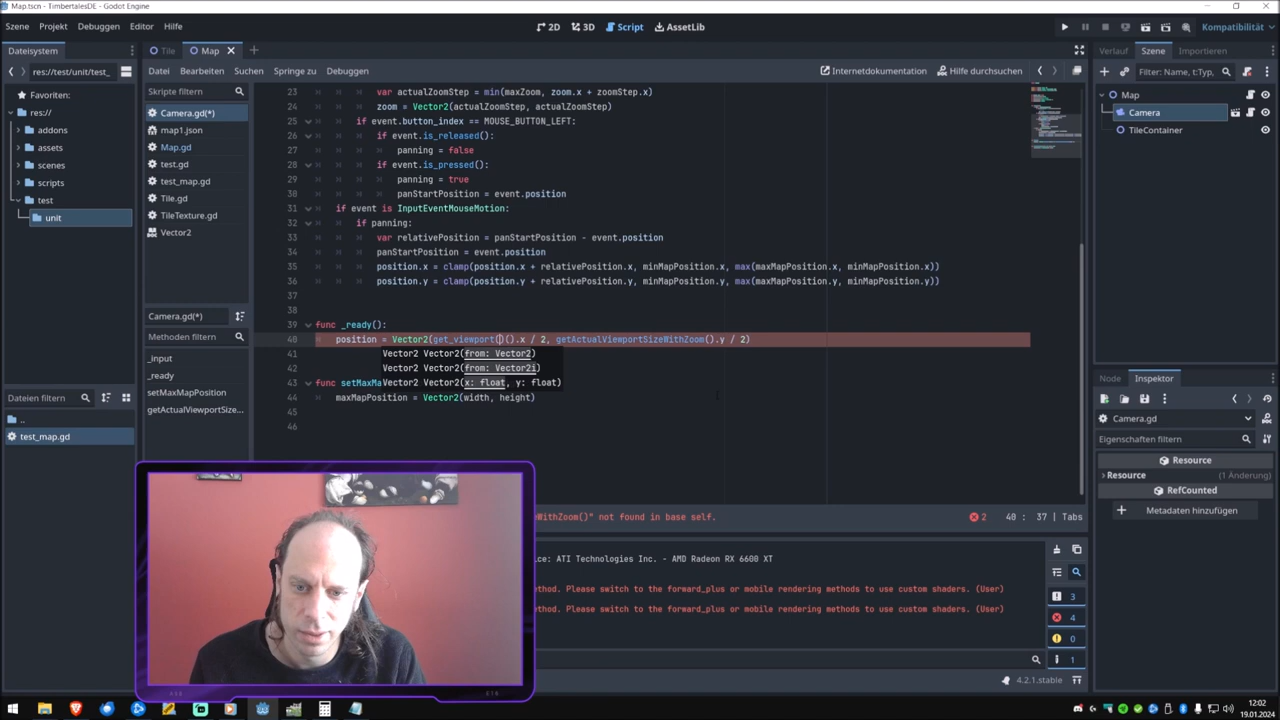 Map.tscn - TimbertalesDE - Godot Engine
Szene Projekt Debuggen Editor Hilfe
2D 3D Script AssetLib
Kompatibilität
Dateisystem
Tile Map
res://test/unit/test_
Favoriten:
res://
addons
assets
scenes
scripts
test
unit
Dateien filtern
..
test_map.gd
Datei Bearbeiten Suchen Springe zu Debuggen
Internetdokumentation Hilfe durchsuchen
Skripte filtern
Camera.gd(*)
map1.json
Map.gd
test.gd
test_map.gd
Tile.gd
TileTexture.gd
Vector2
Camera.gd(*)
Methoden filtern
_input
_ready
setMaxMapPosition
getActualViewportSize...
23 var actualZoomStep = min(maxZoom, zoom.x + zoomStep.x)
24 zoom = Vector2(actualZoomStep, actualZoomStep)
25 if event.button_index == MOUSE_BUTTON_LEFT:
26 if event.is_released():
27 panning = false
28 if event.is_pressed():
29 panning = true
30 panStartPosition = event.position
31 if event is InputEventMouseMotion:
32 if panning:
33 var relativePosition = panStartPosition - event.position
34 panStartPosition = event.position
35 position.x = clamp(position.x + relativePosition.x, minMapPosition.x, max(maxMapPosition.x, minMapPosition.x))
36 position.y = clamp(position.y + relativePosition.y, minMapPosition.y, max(maxMapPosition.y, minMapPosition.y))
37
38
39 func _ready():
40 position = Vector2(get_viewport()().x / 2, getActualViewportSizeWithZoom().y / 2)
41 Vector2 Vector2(from: Vector2)
42 Vector2 Vector2(from: Vector2i)
43 func setMaxMa Vector2 Vector2(x: float, y: float)
44 maxMapPosition = Vector2(width, height)
45
46
eWithZoom()" not found in base self.
2 40 : 37 | Tabs
ice: ATI Technologies Inc. - AMD Radeon RX 6600 XT
ethod. Please switch to the forward_plus or mobile rendering methods to use custom shaders. (User)
ethod. Please switch to the forward_plus or mobile rendering methods to use custom shaders. (User)
3
4
0
1
4.2.1.stable
Verlauf Szene Importieren
Filter: Name, t:Typ,
Map
Camera
TileContainer
Node Inspektor
Camera.gd
Eigenschaften filtern
Resource
Resource (1 Änderung)
RefCounted
Metadaten hinzufügen
12:02
19.01.2024